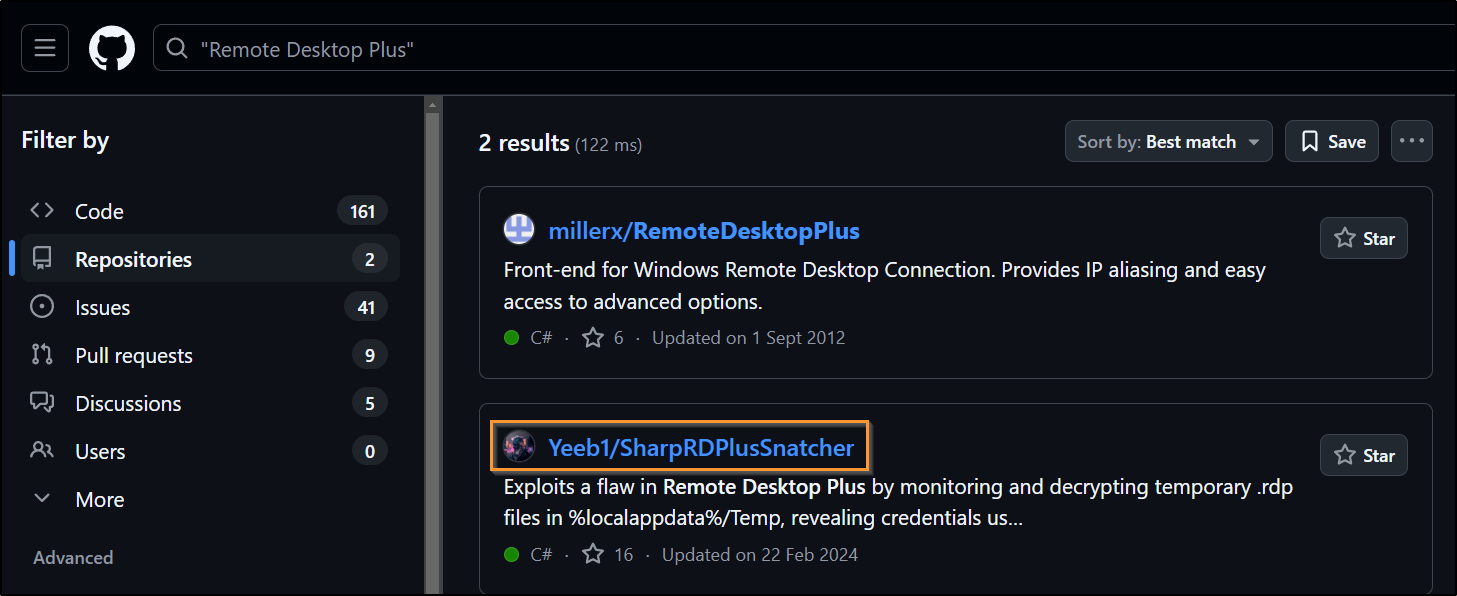 "Remote Desktop Plus"
Filter by
Code 161
Repositories 2
Issues 41
Pull requests 9
Discussions 5
Users 0
More
Advanced
2 results (122 ms)
Sort by: Best match
Save
millerx/RemoteDesktopPlus
Star
Front-end for Windows Remote Desktop Connection. Provides IP aliasing and easy
access to advanced options.
C# · 6 · Updated on 1 Sept 2012
Yeeb1/SharpRDPlusSnatcher
Star
Exploits a flaw in Remote Desktop Plus by monitoring and decrypting temporary .rdp
files in %localappdata%/Temp, revealing credentials us...
C# · 16 · Updated on 22 Feb 2024